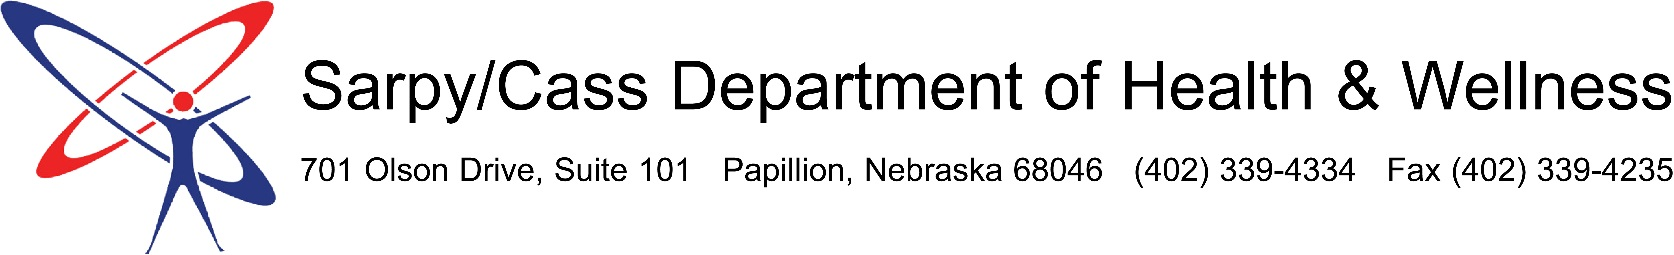 Sarpy/Cass Department of Health & Wellness
701 Olson Drive, Suite 101 Papillion, Nebraska 68046 (402) 339-4334 Fax (402) 339-4235